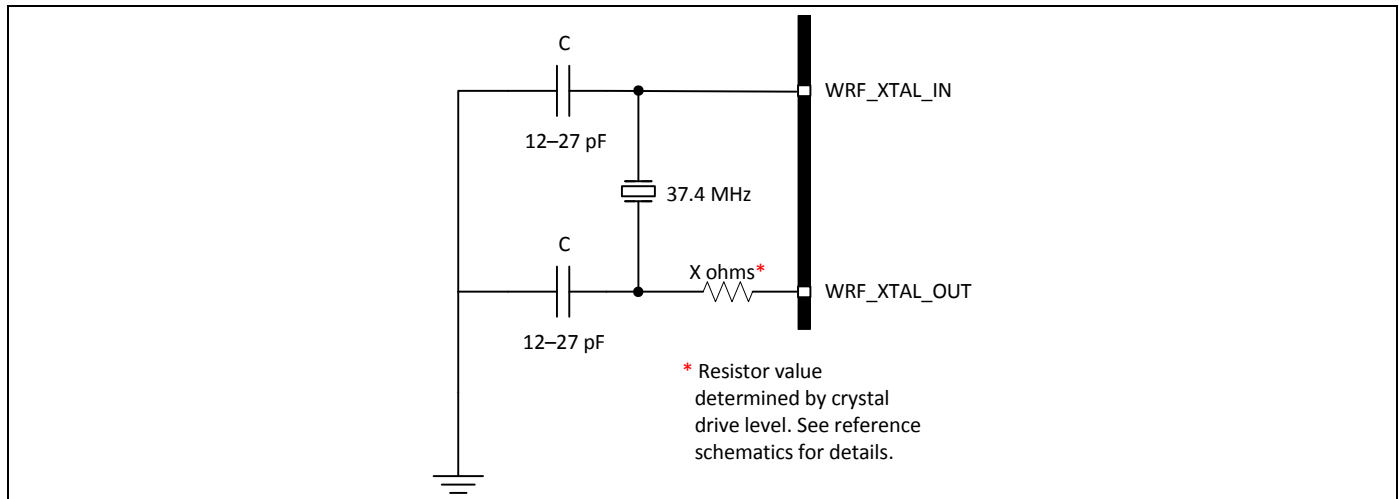 C
WRF_XTAL_IN
12–27 pF
37.4 MHz
C
X ohms*
WRF_XTAL_OUT
12–27 pF
* Resistor value
determined by crystal
drive level. See reference
schematics for details.